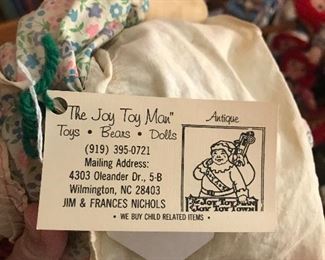 "The Joy Toy Man"
Toys • Bears • Dolls
(919) 395-0721
Mailing Address:
4303 Oleander Dr., 5-B
Wilmington, NC 28403
JIM & FRANCES NICHOLS
• WE BUY CHILD RELATED ITEMS •
Antique
The Joy Toy Man
Joy Toy Town